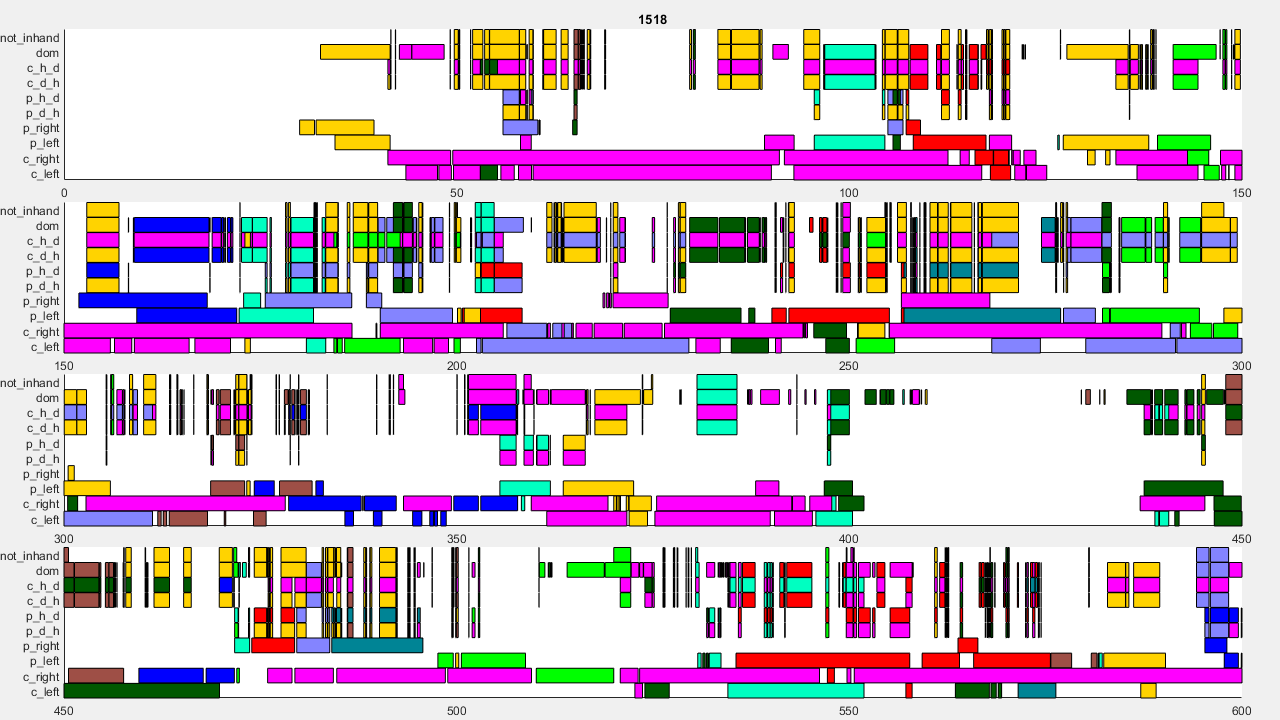 1518
not_inhand
dom
c_h_d
c_d_h
p_h_d
p_d_h
p_right
p_left
c_right
c_left
0 50 100 150
not_inhand
dom
c_h_d
c_d_h
p_h_d
p_d_h
p_right
p_left
c_right
c_left
150 200 250 300
not_inhand
dom
c_h_d
c_d_h
p_h_d
p_d_h
p_right
p_left
c_right
c_left
300 350 400 450
not_inhand
dom
c_h_d
c_d_h
p_h_d
p_d_h
p_right
p_left
c_right
c_left
450 500 550 600